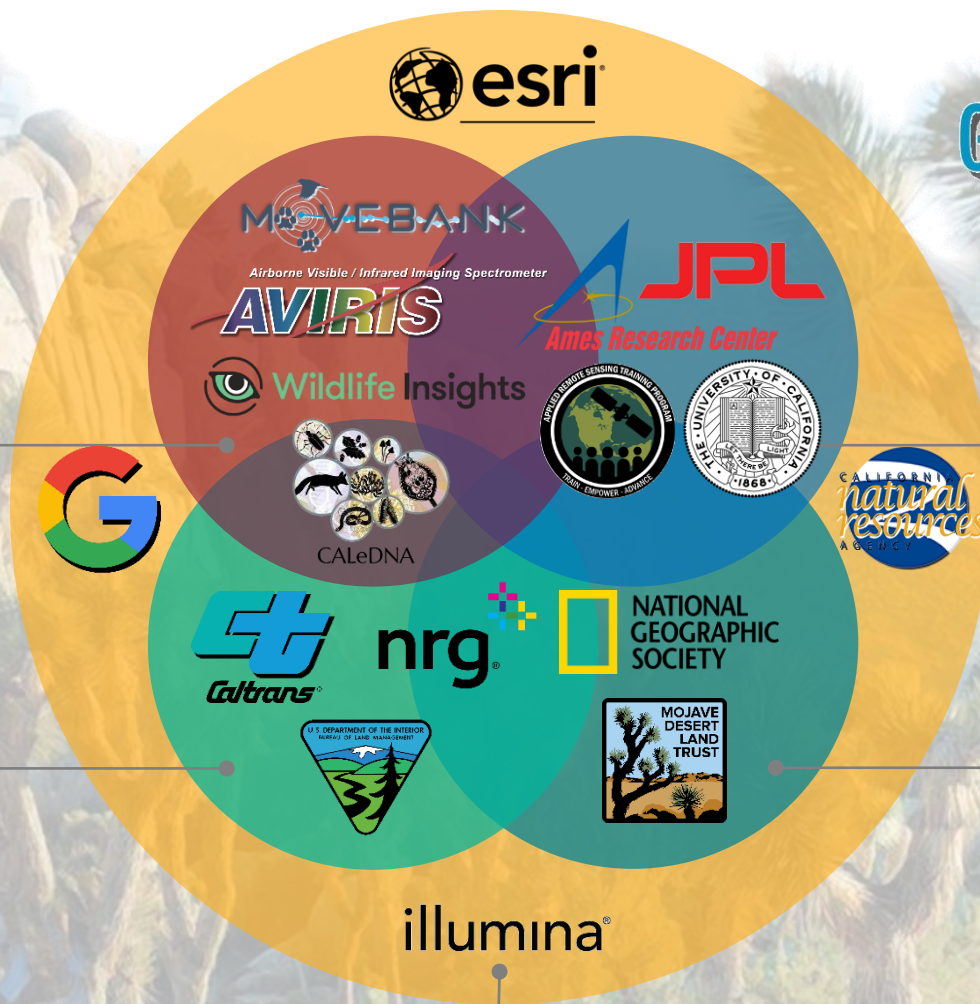 esri
MOVEBANK
Airborne Visible / Infrared Imaging Spectrometer
AVIRIS
JPL
Ames Research Center
Wildlife Insights
APPLIED REMOTE SENSING TRAINING PROGRAM
TRAIN · EMPOWER · ADVANCE
THE · UNIVERSITY · OF · CALIFORNIA
LET THERE BE LIGHT
· 1868 ·
CALeDNA
G
CALIFORNIA
natural
resources
AGENCY
Caltrans
nrg®
NATIONAL
GEOGRAPHIC
SOCIETY
U.S. DEPARTMENT OF THE INTERIOR
BUREAU OF LAND MANAGEMENT
MOJAVE
DESERT
LAND
TRUST
illumina®